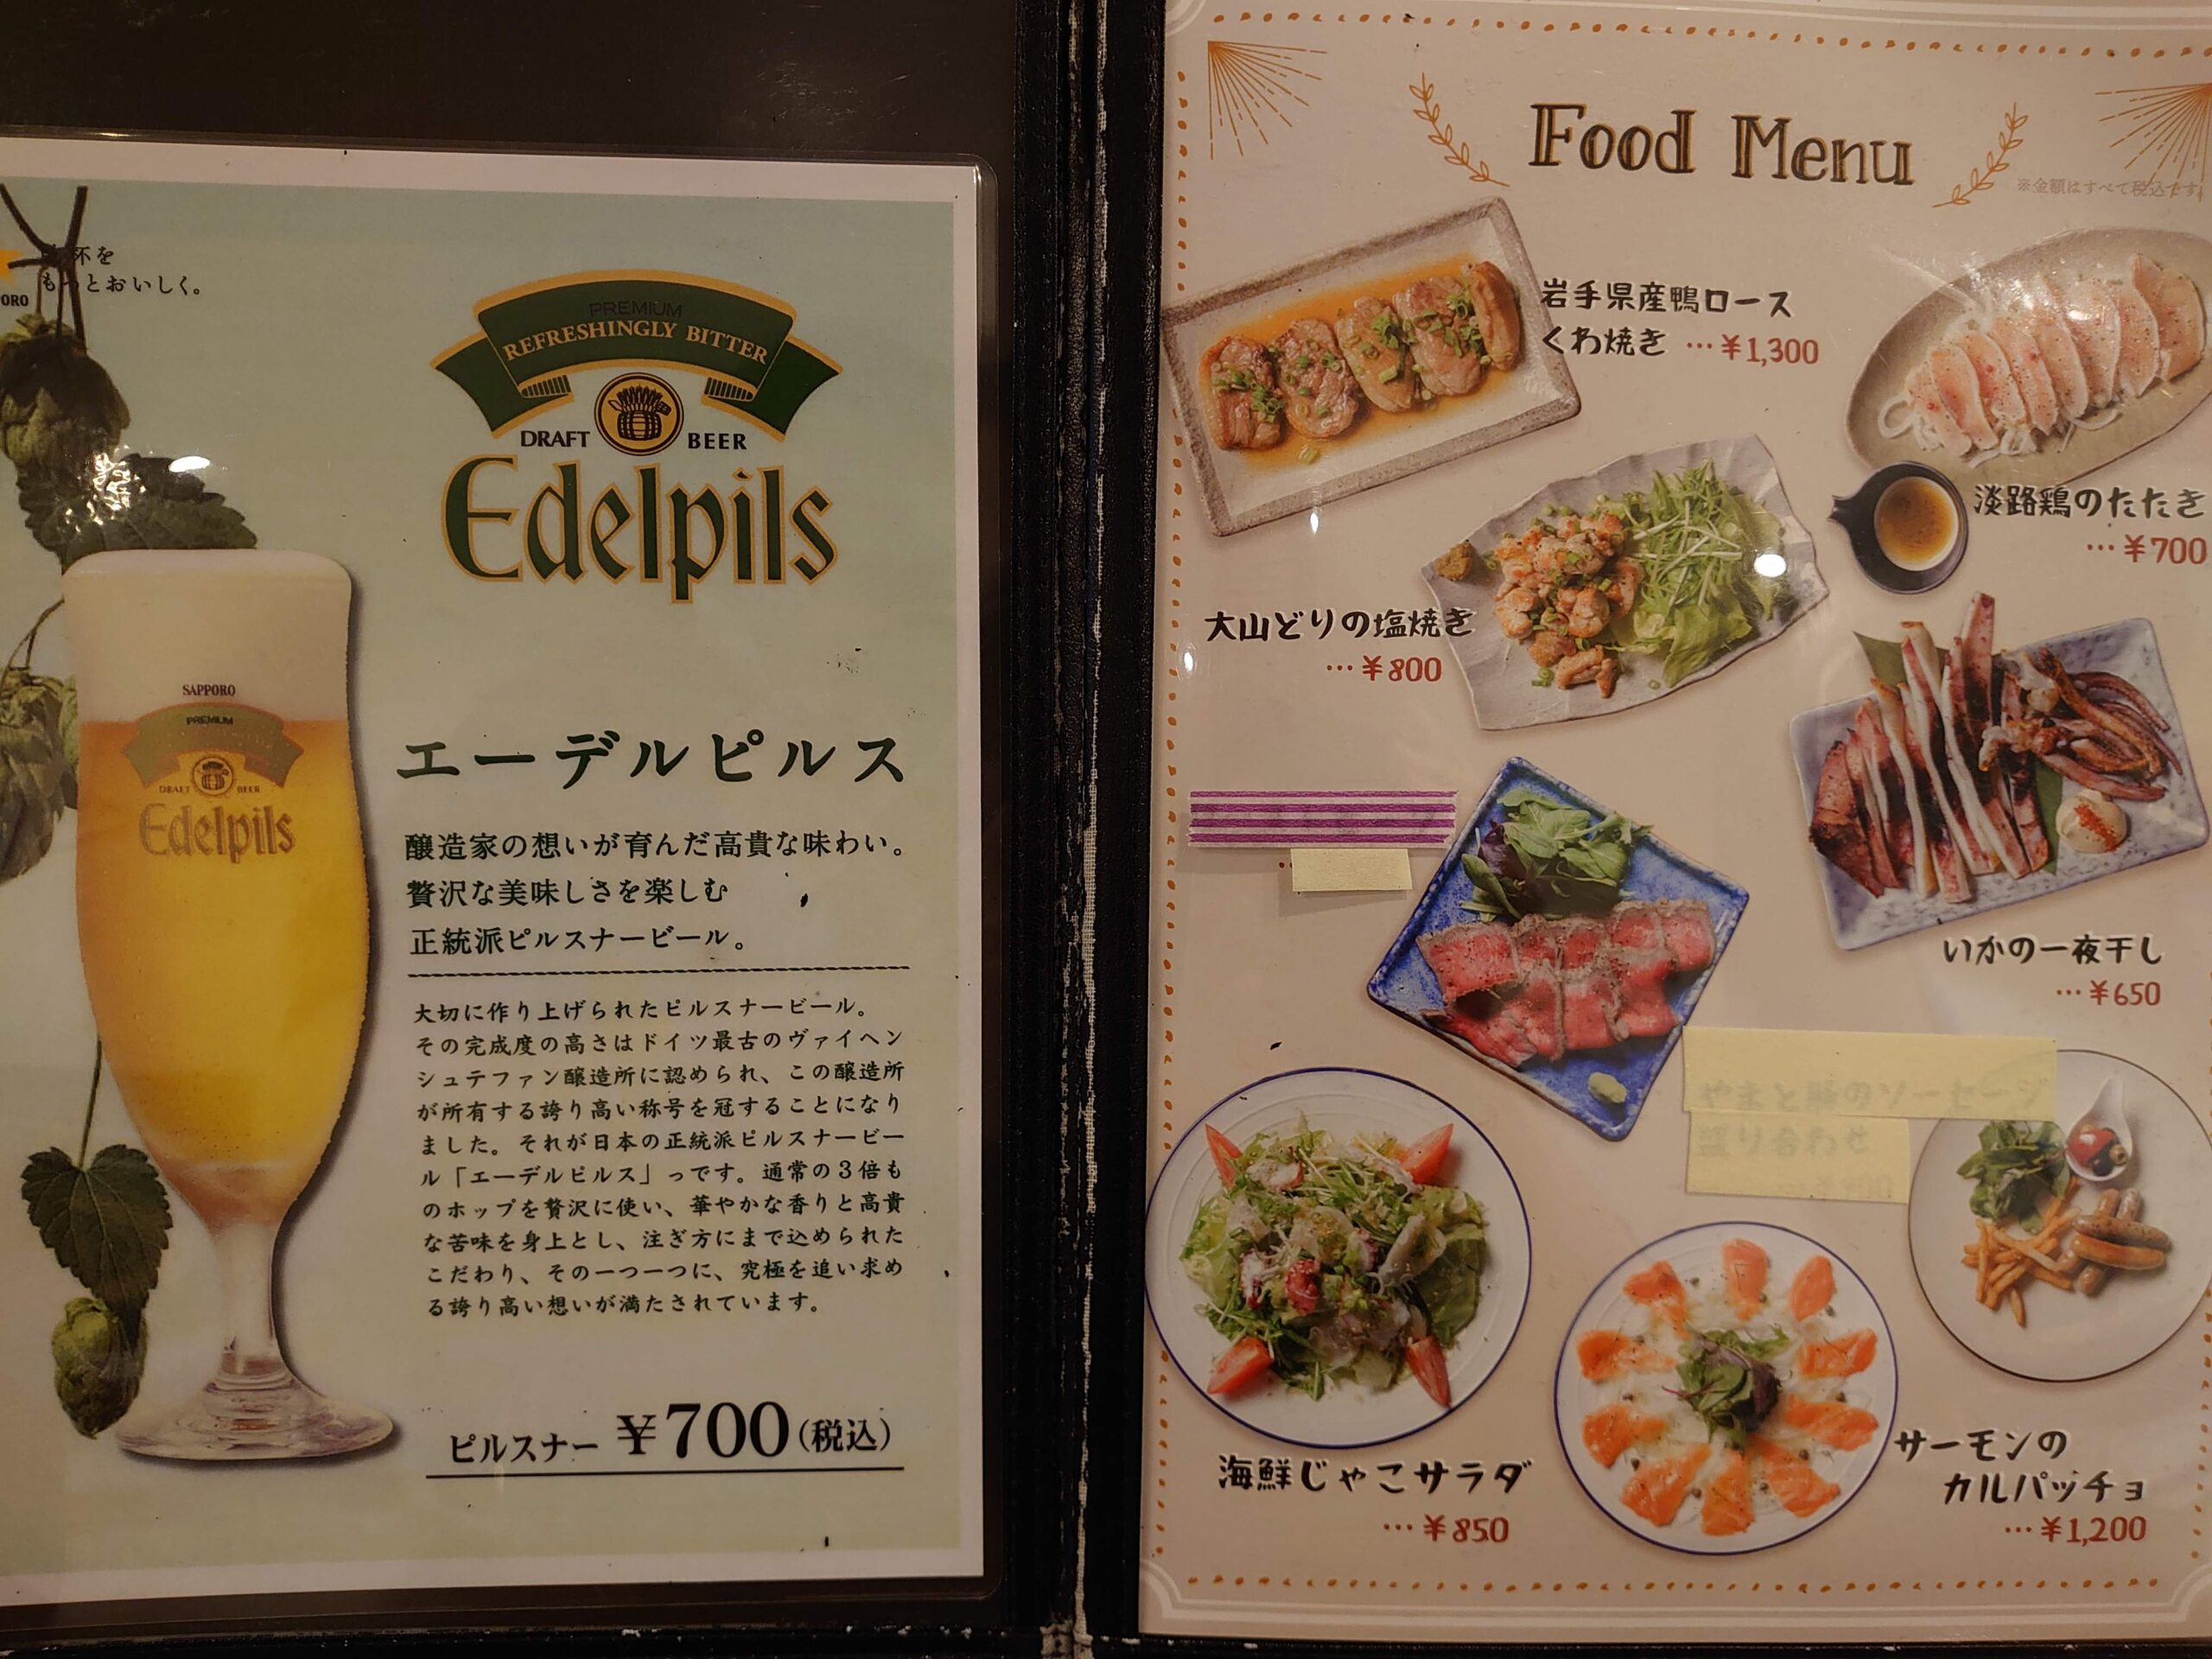 杯を
もっとおいしく。
PREMIUM
REFRESHINGLY BITTER
DRAFT BEER
Edelpils
SAPPORO
PREMIUM
DRAFT BEER
Edelpils
エーデルピルス
醸造家の想いが育んだ高貴な味わい。
贅沢な美味しさを楽しむ
正統派ピルスナービール。
大切に作り上げられたピルスナービール。
その完成度の高さはドイツ最古のヴァイヘン
シュテファン醸造所に認められ、この醸造所
が所有する誇り高い称号を冠することになり
ました。それが日本の正統派ピルスナービー
ル「エーデルピルス」っです。通常の3倍も
のホップを贅沢に使い、華やかな香りと高貴
な苦味を身上とし、注ぎ方にまで込められた
こだわり、その一つ一つに、究極を追い求め
る誇り高い想いが満たされています。
ピルスナー ¥700(税込)
Food Menu
※金額はすべて税込です
岩手県産鴨ロース
くわ焼き …¥1,300
淡路鶏のたたき
…¥700
大山どりの塩焼き
…¥800
いかの一夜干し
…¥650
やまと豚のソーセージ
盛り合わせ
海鮮じゃこサラダ
…¥850
サーモンの
カルパッチョ
…¥1,200